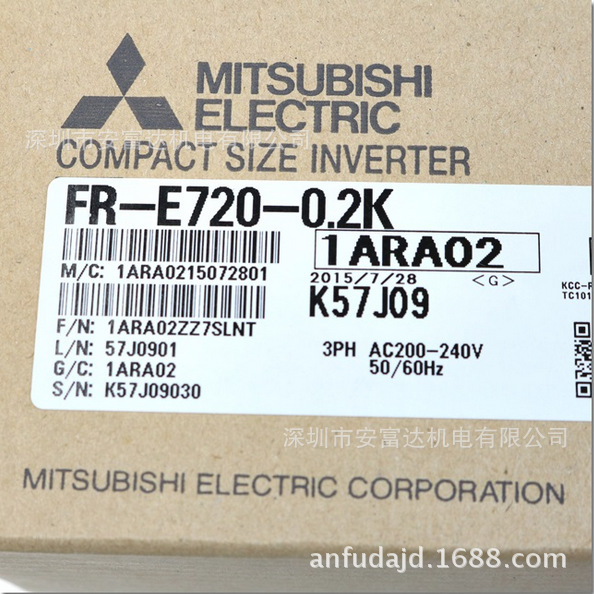 MITSUBISHI
ELECTRIC
深圳市安富达机电有限公司
COMPACT SIZE INVERTER
FR-E720-0.2K
1ARA02
M/C: 1ARA0215072801
2015/7/28 <G>
K57J09
KCC-R
TC101
F/N: 1ARA02ZZ7SLNT
L/N: 57J0901
3PH AC200-240V
G/C: 1ARA02
50/60Hz
S/N: K57J09030
深圳市安富达机电有限公司
MITSUBISHI ELECTRIC CORPORATION
anfudajd.1688.com